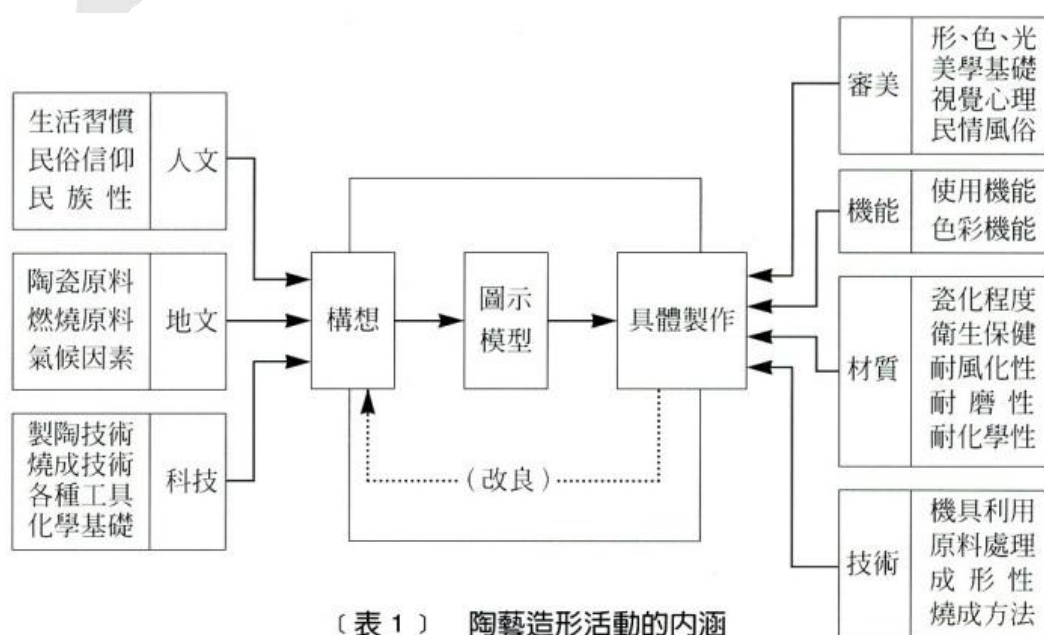 生活習慣
民俗信仰
民族性
人文
陶瓷原料
燃燒原料
氣候因素
地文
製陶技術
燒成技術
各種工具
化學基礎
科技
構想
圖示
模型
具體製作
(改良)
審美
形、色、光
美學基礎
視覺心理
民情風俗
機能
使用機能
色彩機能
材質
瓷化程度
衛生保健
耐風化性
耐磨性
耐化學性
技術
機具利用
原料處理
成形性
燒成方法
〔表1〕 陶藝造形活動的内涵